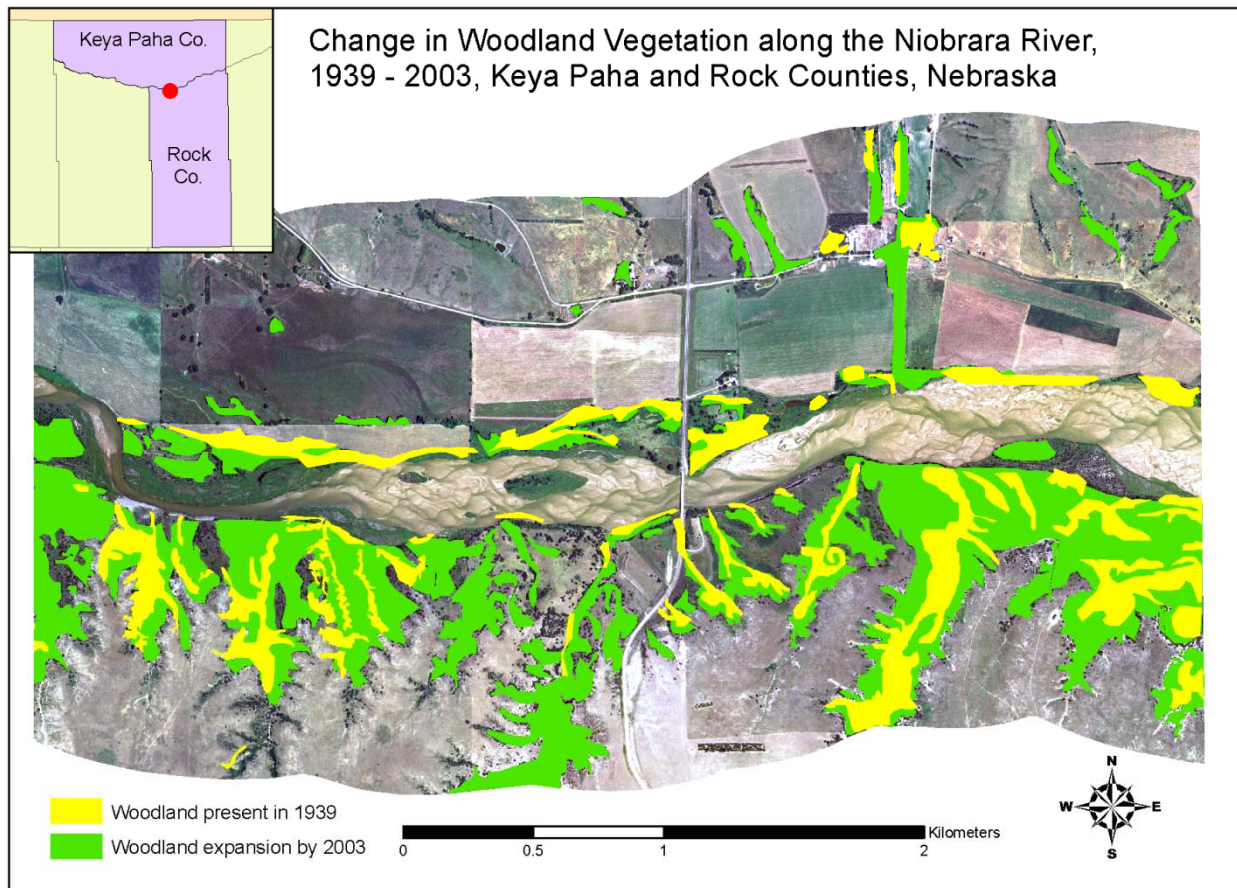 Keya Paha Co.
Rock
Co.
Change in Woodland Vegetation along the Niobrara River,
1939 - 2003, Keya Paha and Rock Counties, Nebraska
Woodland present in 1939
Woodland expansion by 2003
Kilometers
0 0.5 1 2
N
W E
S